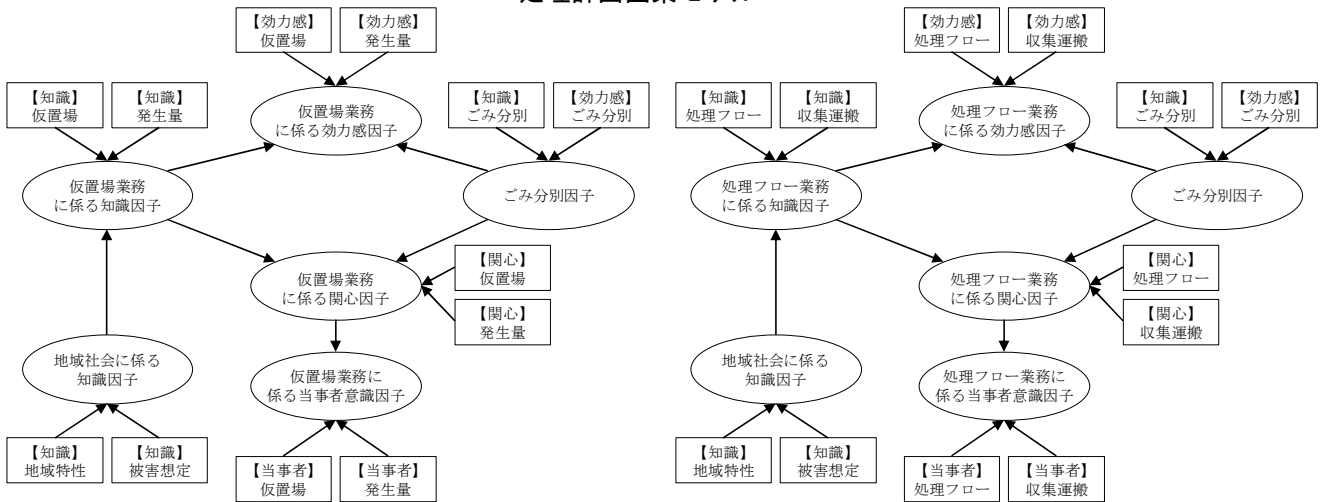 【効力感】
仮置場
【効力感】
発生量
【知識】
仮置場
【知識】
発生量
仮置場業務
に係る効力感因子
【知識】
ごみ分別
【効力感】
ごみ分別
仮置場業務
に係る知識因子
ごみ分別因子
仮置場業務
に係る関心因子
【関心】
仮置場
【関心】
発生量
地域社会に係る
知識因子
仮置場業務に
係る当事者意識因子
【知識】
地域特性
【知識】
被害想定
【当事者】
仮置場
【当事者】
発生量
【効力感】
処理フロー
【効力感】
収集運搬
【知識】
処理フロー
【知識】
収集運搬
処理フロー業務
に係る効力感因子
【知識】
ごみ分別
【効力感】
ごみ分別
処理フロー業務
に係る知識因子
ごみ分別因子
処理フロー業務
に係る関心因子
【関心】
処理フロー
【関心】
収集運搬
地域社会に係る
知識因子
処理フロー業務に
係る当事者意識因子
【知識】
地域特性
【知識】
被害想定
【当事者】
処理フロー
【当事者】
収集運搬